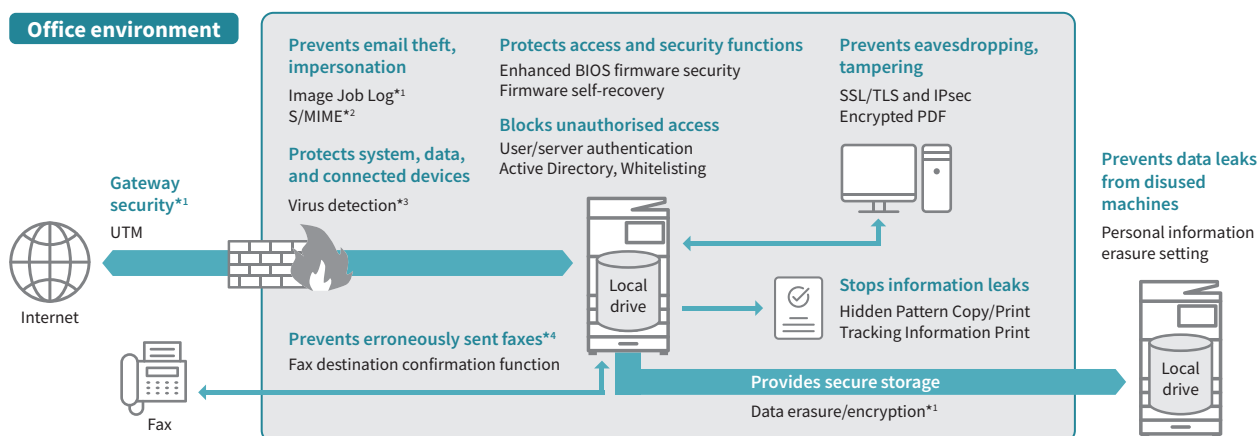 Office environment
Prevents email theft,
impersonation
Image Job Log*1
S/MIME*2
Protects system, data,
and connected devices
Virus detection*3
Protects access and security functions
Enhanced BIOS firmware security
Firmware self-recovery
Blocks unauthorised access
User/server authentication
Active Directory, Whitelisting
Prevents eavesdropping,
tampering
SSL/TLS and IPsec
Encrypted PDF
Prevents data leaks
from disused
machines
Personal information
erasure setting
Gateway
security*1
UTM
Internet
Local
drive
Stops information leaks
Hidden Pattern Copy/Print
Tracking Information Print
Prevents erroneously sent faxes*4
Fax destination confirmation function
Fax
Provides secure storage
Data erasure/encryption*1
Local
drive